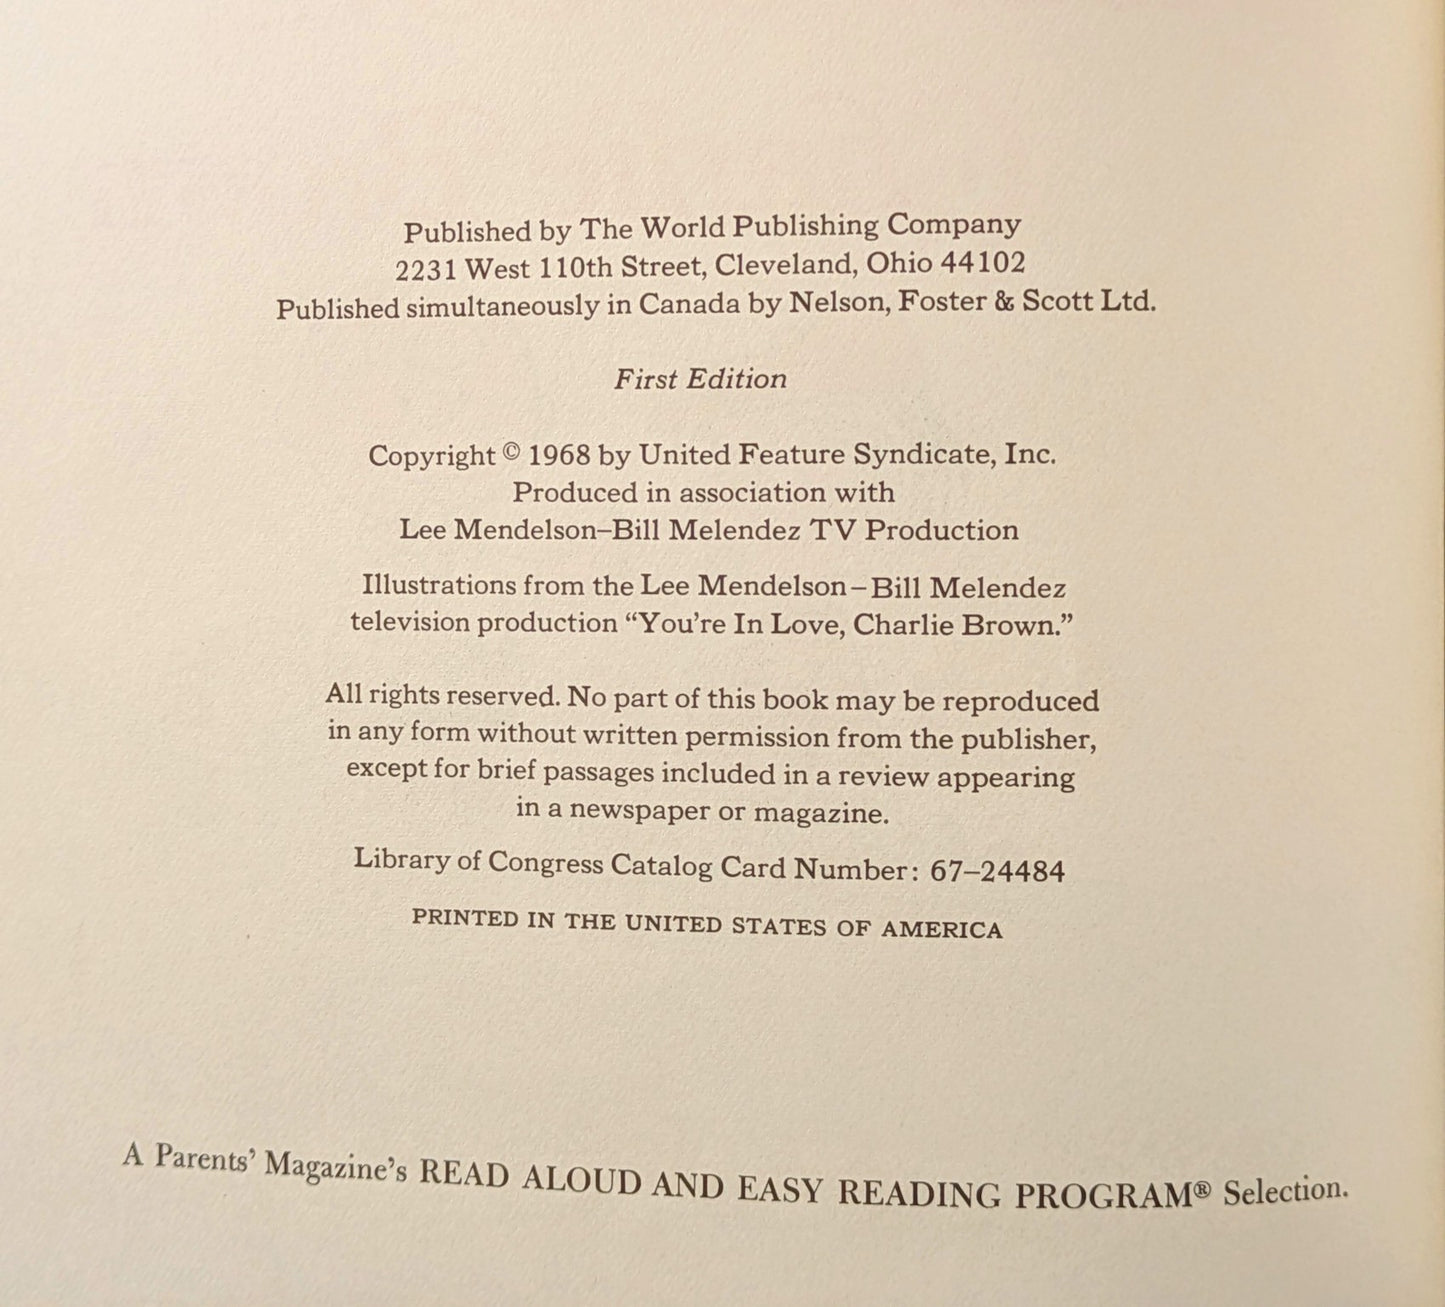 Published by The World Publishing Company
2231 West 110th Street, Cleveland, Ohio 44102
Published simultaneously in Canada by Nelson, Foster & Scott Ltd.
First Edition
Copyright © 1968 by United Feature Syndicate, Inc.
Produced in association with
Lee Mendelson–Bill Melendez TV Production
Illustrations from the Lee Mendelson–Bill Melendez
television production “You’re In Love, Charlie Brown.”
All rights reserved. No part of this book may be reproduced
in any form without written permission from the publisher,
except for brief passages included in a review appearing
in a newspaper or magazine.
Library of Congress Catalog Card Number: 67–24484
PRINTED IN THE UNITED STATES OF AMERICA
A Parents’ Magazine’s READ ALOUD AND EASY READING PROGRAM® Selection.